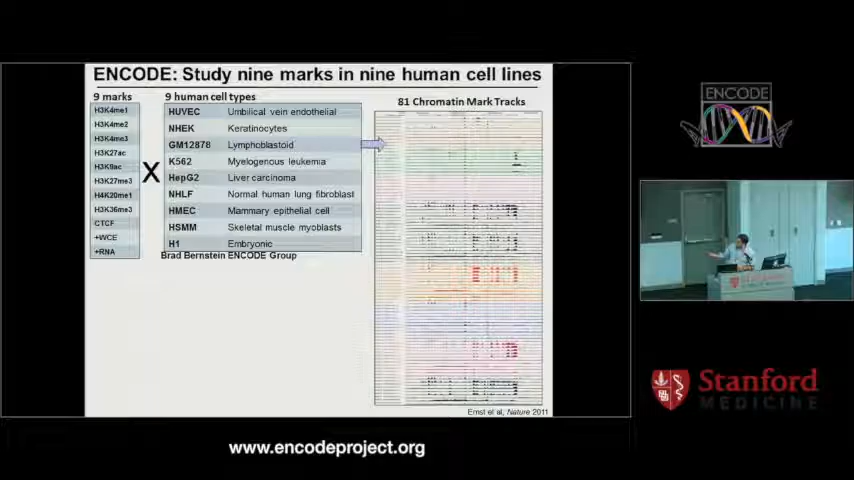 ENCODE: Study nine marks in nine human cell lines
9 marks
H3K4me1
H3K4me2
H3K4me3
H3K27ac
H3K9ac
H3K27me3
H4K20me1
H3K36me3
CTCF
+WCE
+RNA
X
9 human cell types
HUVEC Umbilical vein endothelial
NHEK Keratinocytes
GM12878 Lymphoblastoid
K562 Myelogenous leukemia
HepG2 Liver carcinoma
NHLF Normal human lung fibroblast
HMEC Mammary epithelial cell
HSMM Skeletal muscle myoblasts
H1 Embryonic
Brad Bernstein ENCODE Group
81 Chromatin Mark Tracks
Ernst et al, Nature 2011
ENCODE
Stanford
MEDICINE
www.encodeproject.org